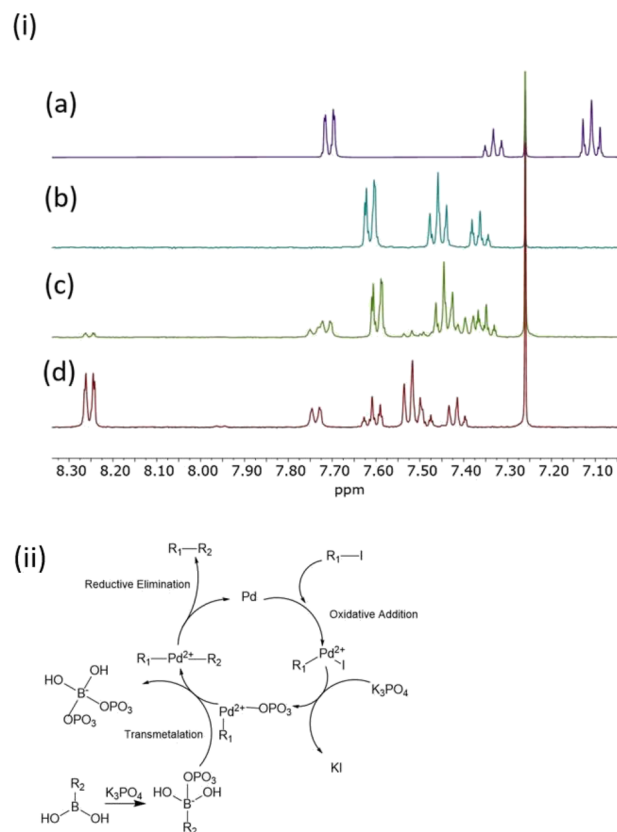 (i)
(a)
(b)
(c)
(d)
8.30 8.20 8.10 8.00 7.90 7.80 7.70 7.60 7.50 7.40 7.30 7.20 7.10
ppm
(ii)
R₁—R₂
R₁—I
Reductive Elimination
Pd
Oxidative Addition
R₁—Pd²⁺—R₂
Pd²⁺
R₁
I
HO
OH
B⁻
OPO₃
OPO₃
K₃PO₄
Pd²⁺—OPO₃
R₁
Transmetalation
KI
R₂
B
HO
OH
K₃PO₄
OPO₃
HO
OH
B⁻
R₂